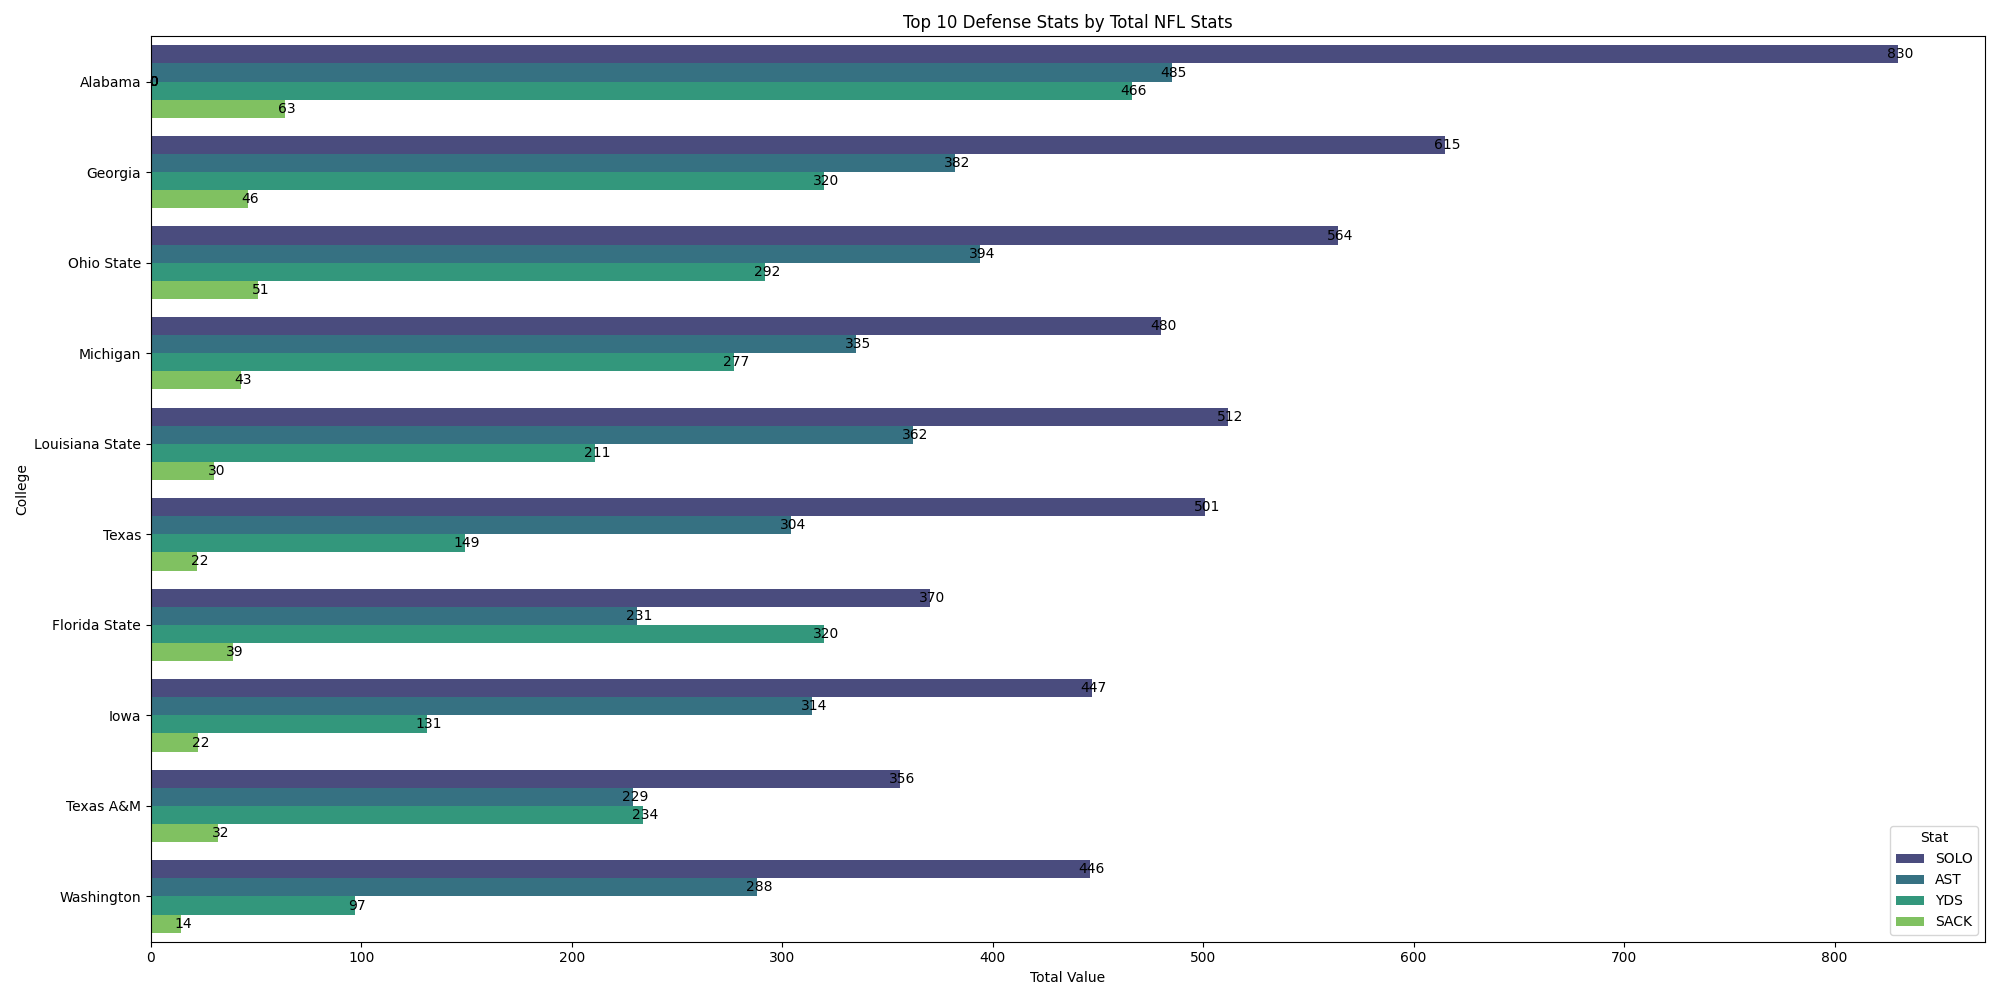 Top 10 Defense Stats by Total NFL Stats
College
Alabama
0
830
485
466
63
Georgia
615
382
320
46
Ohio State
564
394
292
51
Michigan
480
335
277
43
Louisiana State
512
362
211
30
Texas
501
304
149
22
Florida State
370
231
320
39
Iowa
447
314
131
22
Texas A&M
356
229
234
32
Washington
446
288
97
14
Stat
SOLO
AST
YDS
SACK
0 100 200 300 400 500 600 700 800
Total Value